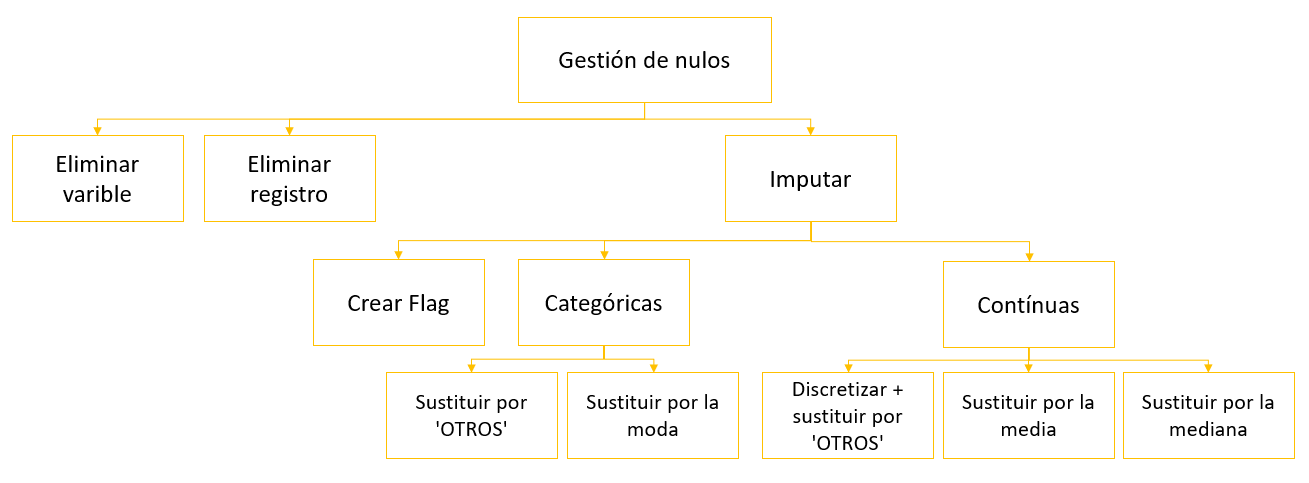 Gestión de nulos
Eliminar
varible
Eliminar
registro
Imputar
Crear Flag
Categóricas
Contínuas
Sustituir por
'OTROS'
Sustituir por la
moda
Discretizar +
sustituir por
'OTROS'
Sustituir por la
media
Sustituir por la
mediana